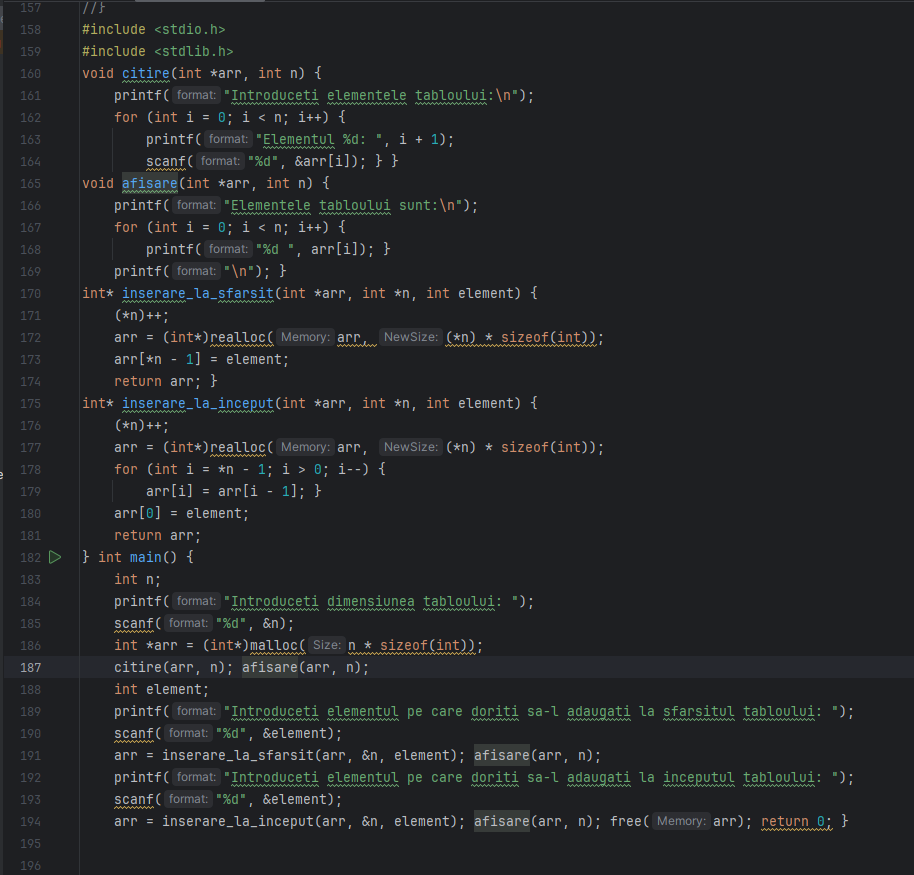 157 //}
158 #include <stdio.h>
159 #include <stdlib.h>
160 void citire(int *arr, int n) {
161 printf( format: "Introduceti elementele tabloului:\n");
162 for (int i = 0; i < n; i++) {
163 printf( format: "Elementul %d: ", i + 1);
164 scanf( format: "%d", &arr[i]); } }
165 void afisare(int *arr, int n) {
166 printf( format: "Elementele tabloului sunt:\n");
167 for (int i = 0; i < n; i++) {
168 printf( format: "%d ", arr[i]); }
169 printf( format: "\n"); }
170 int* inserare_la_sfarsit(int *arr, int *n, int element) {
171 (*n)++;
172 arr = (int*)realloc( Memory: arr, NewSize: (*n) * sizeof(int));
173 arr[*n - 1] = element;
174 return arr; }
175 int* inserare_la_inceput(int *arr, int *n, int element) {
176 (*n)++;
177 arr = (int*)realloc( Memory: arr, NewSize: (*n) * sizeof(int));
178 for (int i = *n - 1; i > 0; i--) {
179 arr[i] = arr[i - 1]; }
180 arr[0] = element;
181 return arr;
182 } int main() {
183 int n;
184 printf( format: "Introduceti dimensiunea tabloului: ");
185 scanf( format: "%d", &n);
186 int *arr = (int*)malloc( Size: n * sizeof(int));
187 citire(arr, n); afisare(arr, n);
188 int element;
189 printf( format: "Introduceti elementul pe care doriti sa-l adaugati la sfarsitul tabloului: ");
190 scanf( format: "%d", &element);
191 arr = inserare_la_sfarsit(arr, &n, element); afisare(arr, n);
192 printf( format: "Introduceti elementul pe care doriti sa-l adaugati la inceputul tabloului: ");
193 scanf( format: "%d", &element);
194 arr = inserare_la_inceput(arr, &n, element); afisare(arr, n); free( Memory: arr); return 0; }
195
196